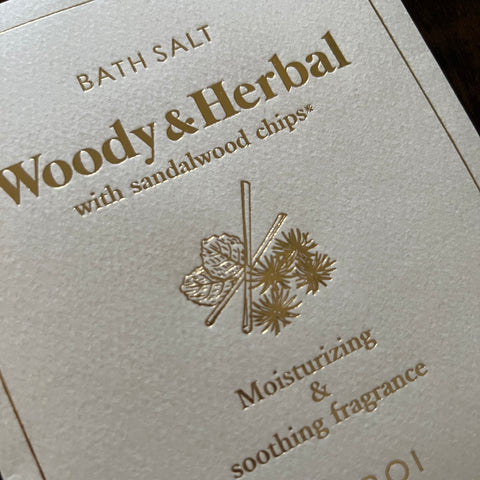 BATH SALT
Woody & Herbal
with sandalwood chips*
Moisturizing
&
soothing fragrance